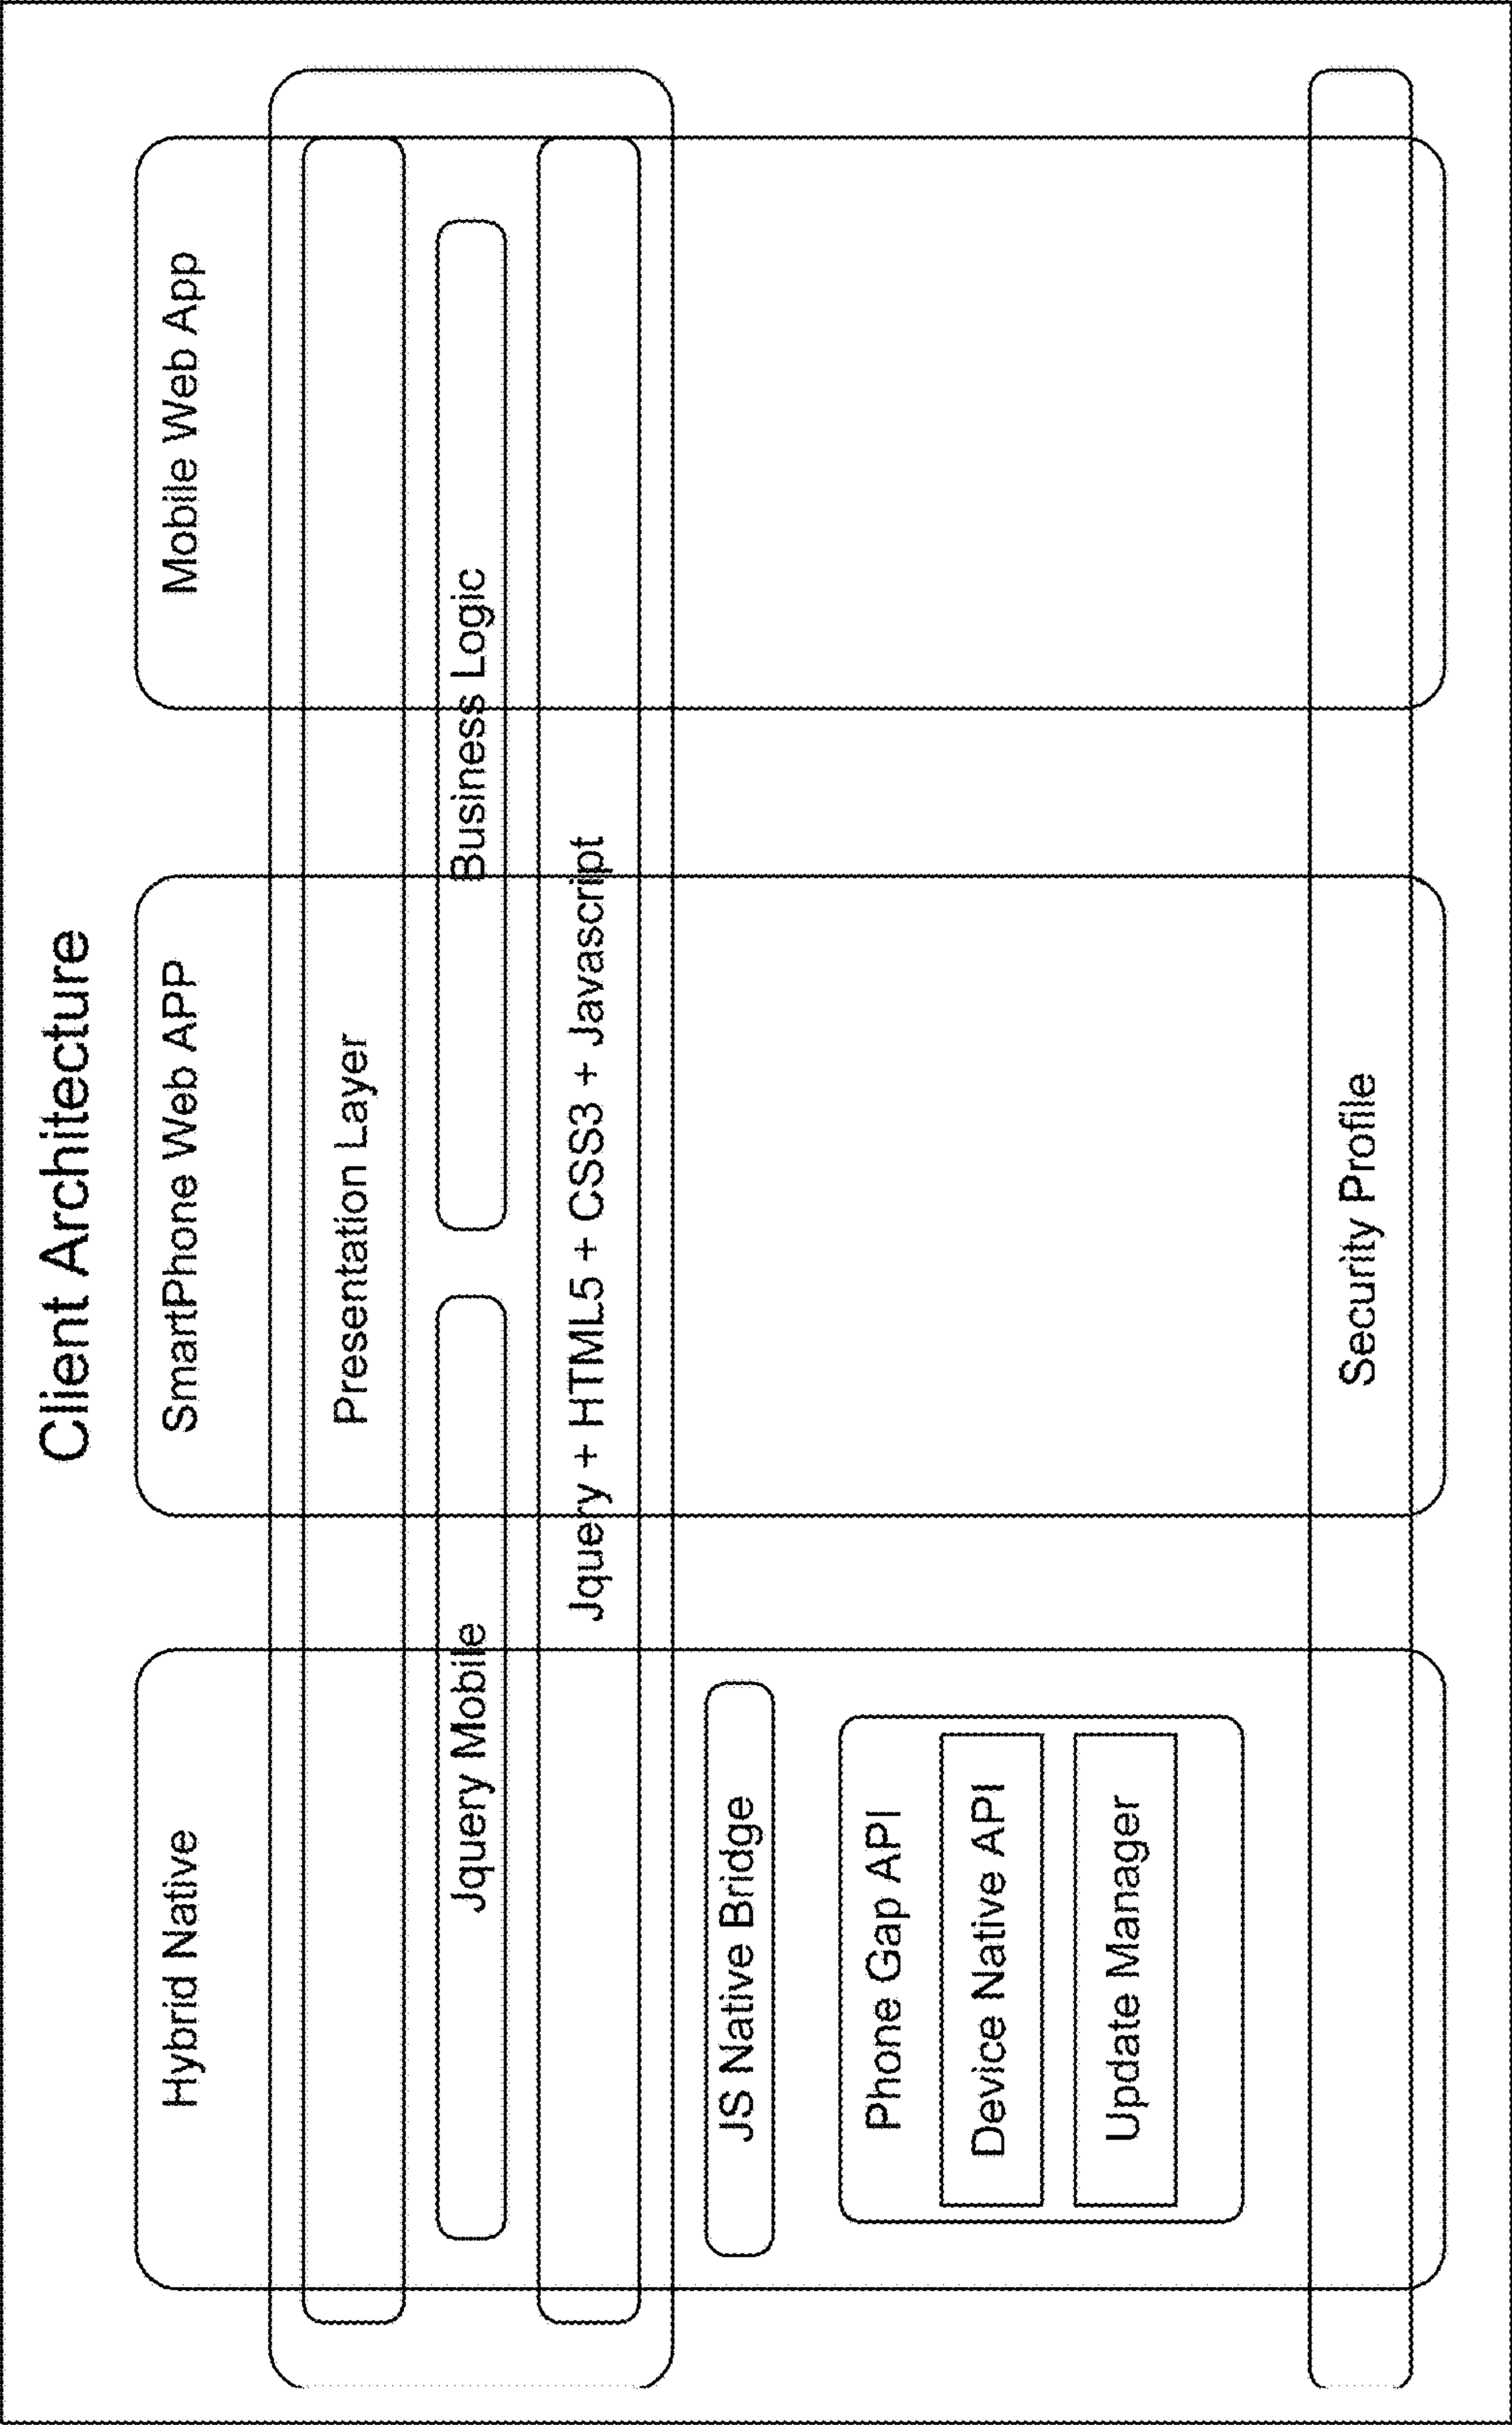 Client Architecture
Hybrid Native
SmartPhone Web APP
Mobile Web App
Presentation Layer
Jquery Mobile
Business Logic
Jquery + HTML5 + CSS3 + Javascript
JS Native Bridge
Phone Gap API
Device Native API
Update Manager
Security Profile